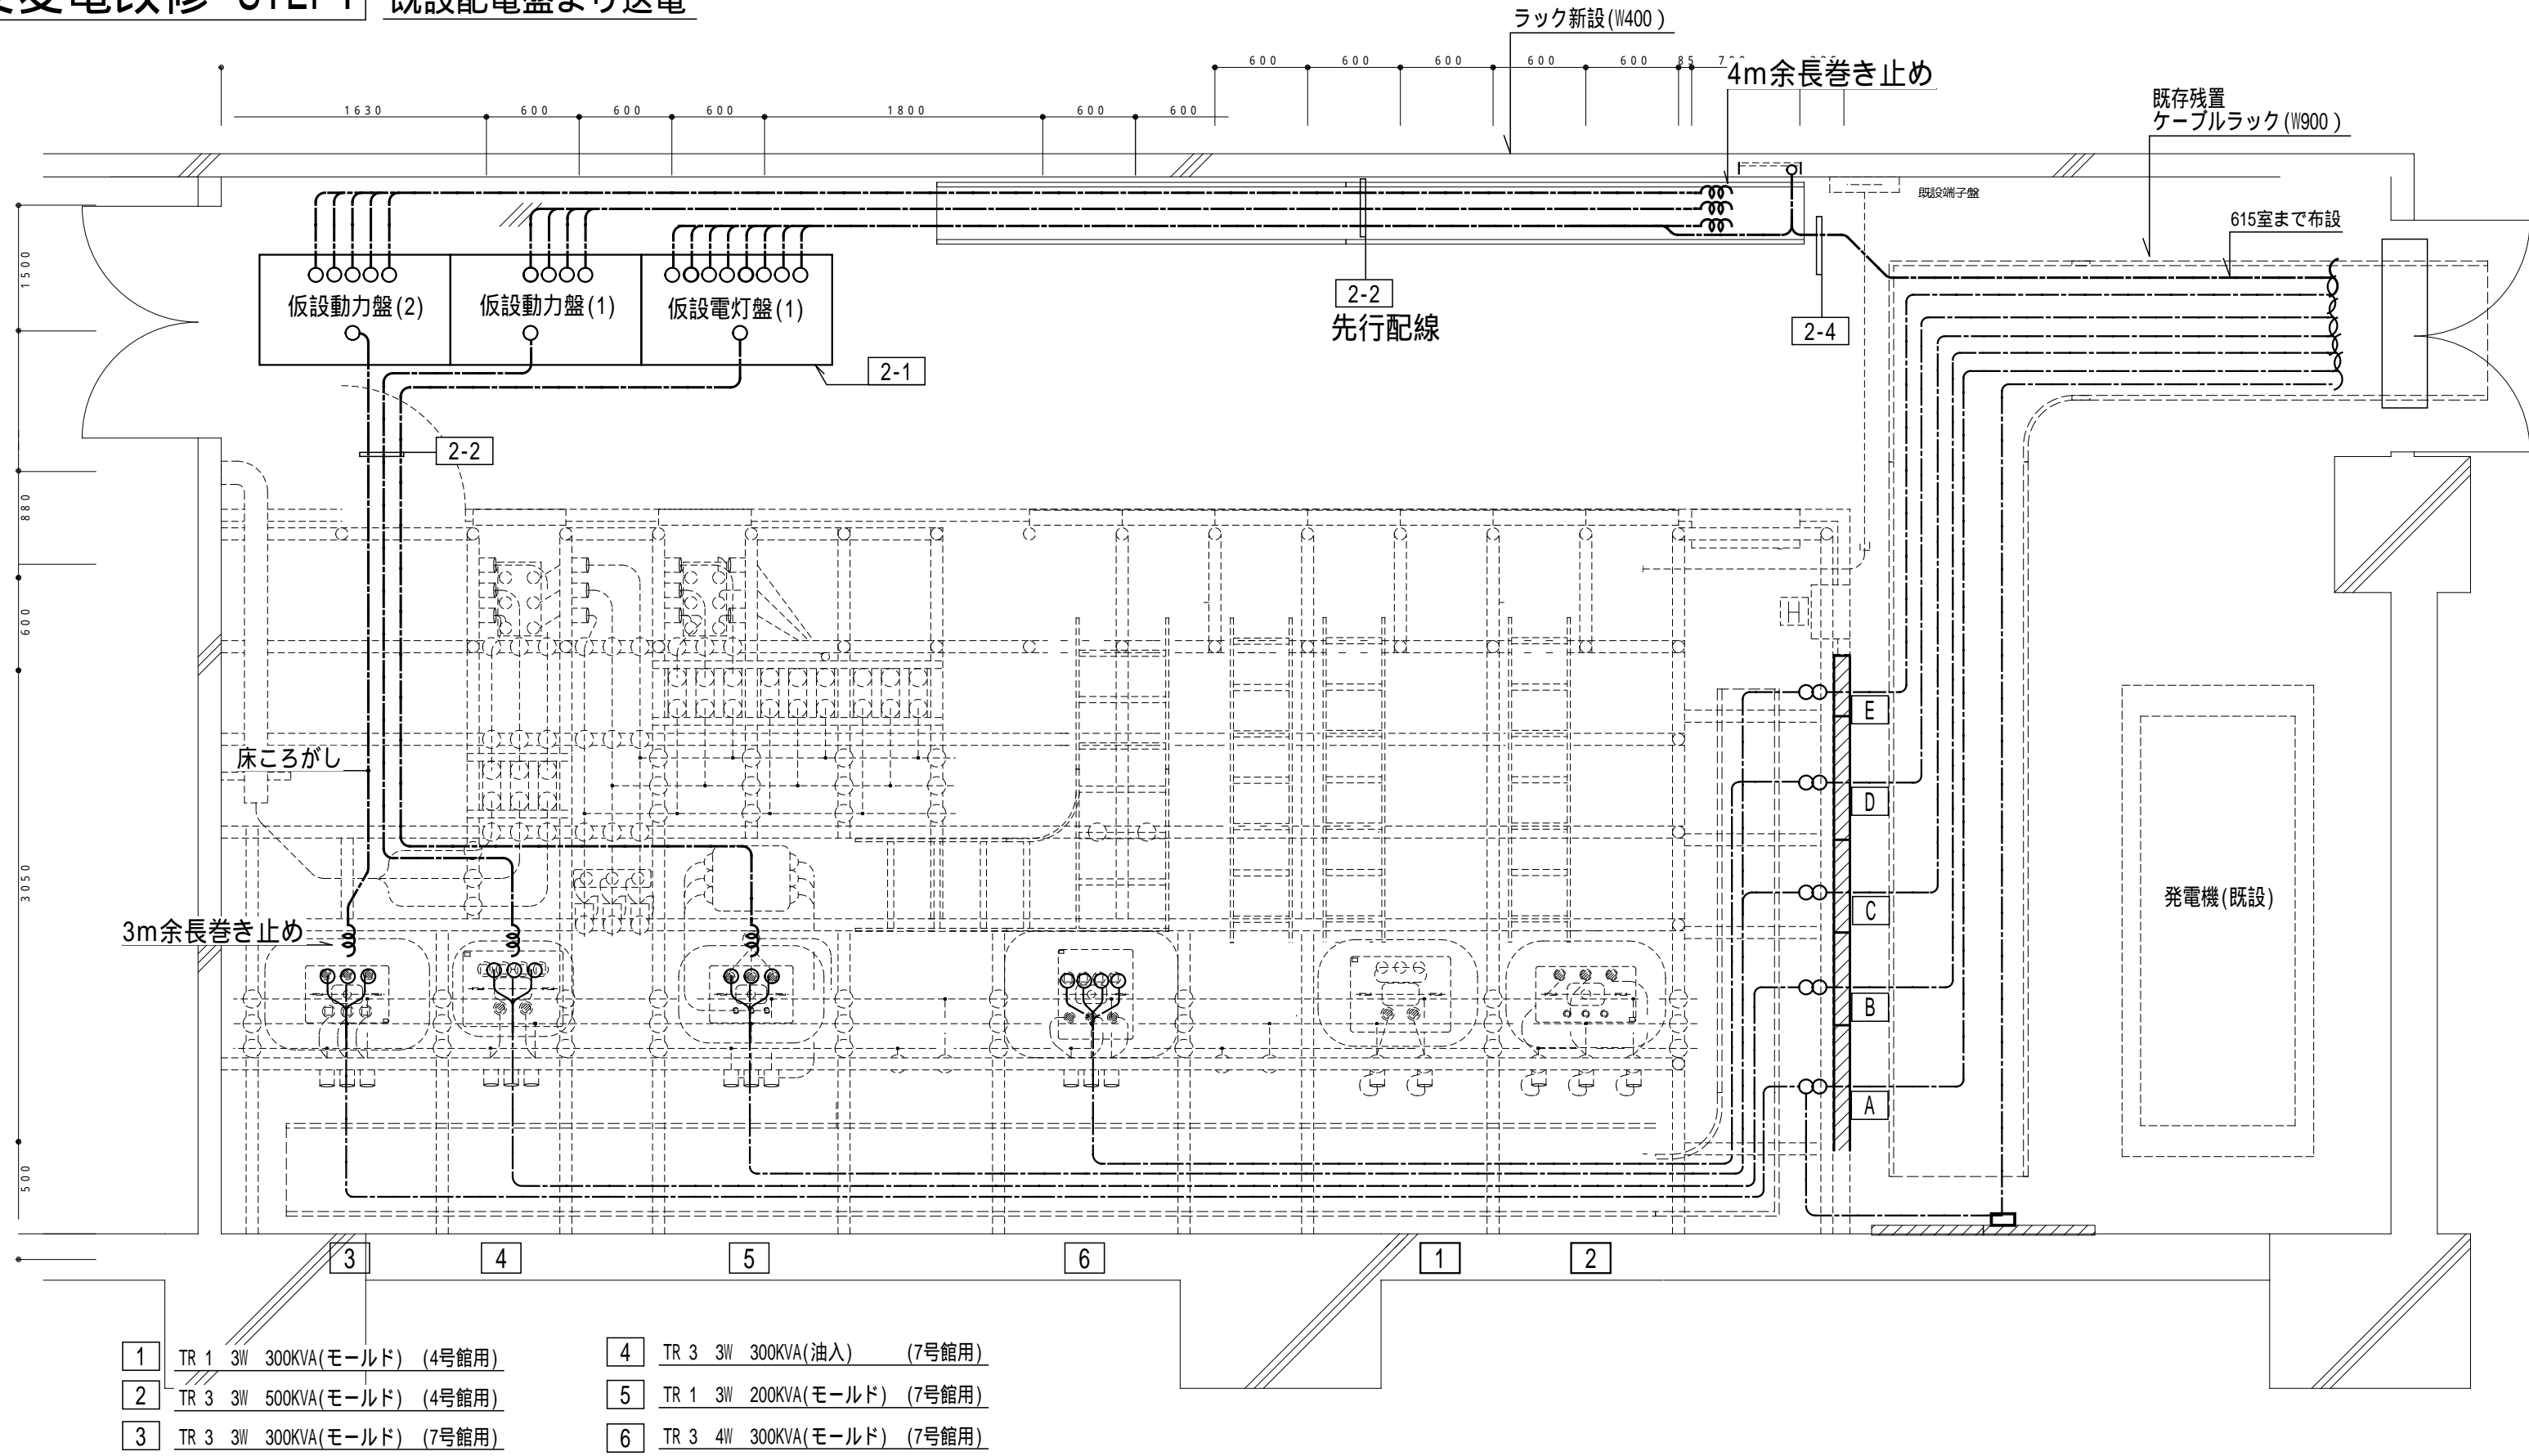 STEP1
既設配電盤より送電
ラック新設(W400)
600 600 600 600 600 85
4m余長巻き止め
1630 600 600 600 1800 600 600
既存残置
ケーブルラック(W900)
既設端子盤
615室まで布設
仮設動力盤(2)
仮設動力盤(1)
仮設電灯盤(1)
2-2
先行配線
2-4
2-1
2-2
1500
880
600
3050
500
H
床ころがし
3m余長巻き止め
E
D
C
B
A
発電機(既設)
3 4 5 6 1 2
1 TR 1 3W 300KVA(モールド) (4号館用)
2 TR 3 3W 500KVA(モールド) (4号館用)
3 TR 3 3W 300KVA(モールド) (7号館用)
4 TR 3 3W 300KVA(油入) (7号館用)
5 TR 1 3W 200KVA(モールド) (7号館用)
6 TR 3 4W 300KVA(モールド) (7号館用)